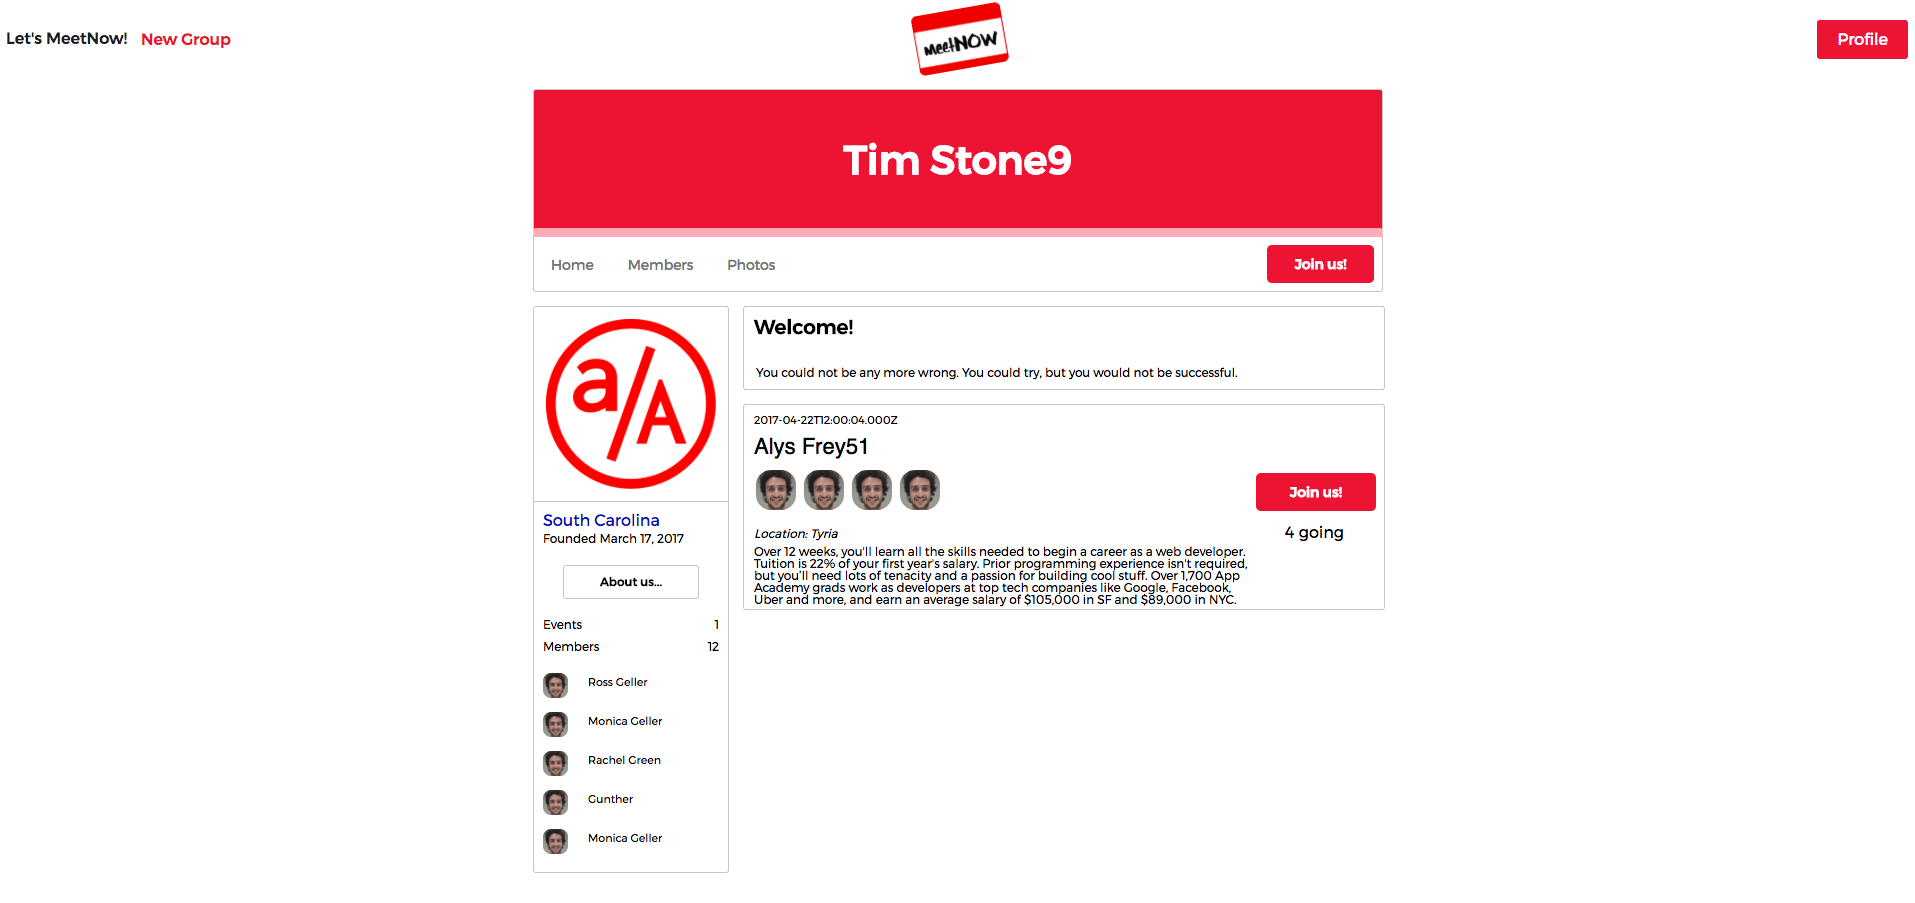 Let's MeetNow!
New Group
MeetNOW
Profile
Tim Stone9
Home
Members
Photos
Join us!
a/A
South Carolina
Founded March 17, 2017
About us...
Events 1
Members 12
Ross Geller
Monica Geller
Rachel Green
Gunther
Monica Geller
Welcome!
You could not be any more wrong. You could try, but you would not be successful.
2017-04-22T12:00:04.000Z
Alys Frey51
Join us!
4 going
Location: Tyria
Over 12 weeks, you'll learn all the skills needed to begin a career as a web developer.
Tuition is 22% of your first year's salary. Prior programming experience isn't required,
but you'll need lots of tenacity and a passion for building cool stuff. Over 1,700 App
Academy grads work as developers at top tech companies like Google, Facebook,
Uber and more, and earn an average salary of $105,000 in SF and $89,000 in NYC.